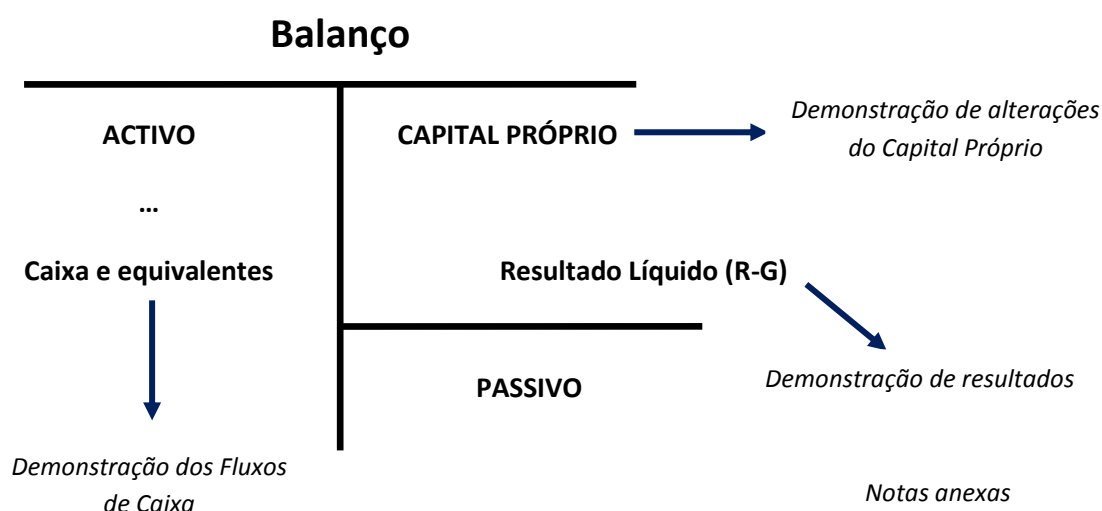 Balanço
ACTIVO
CAPITAL PRÓPRIO
Demonstração de alterações
do Capital Próprio
...
Caixa e equivalentes
Resultado Líquido (R-G)
PASSIVO
Demonstração de resultados
Demonstração dos Fluxos
de Caixa
Notas anexas